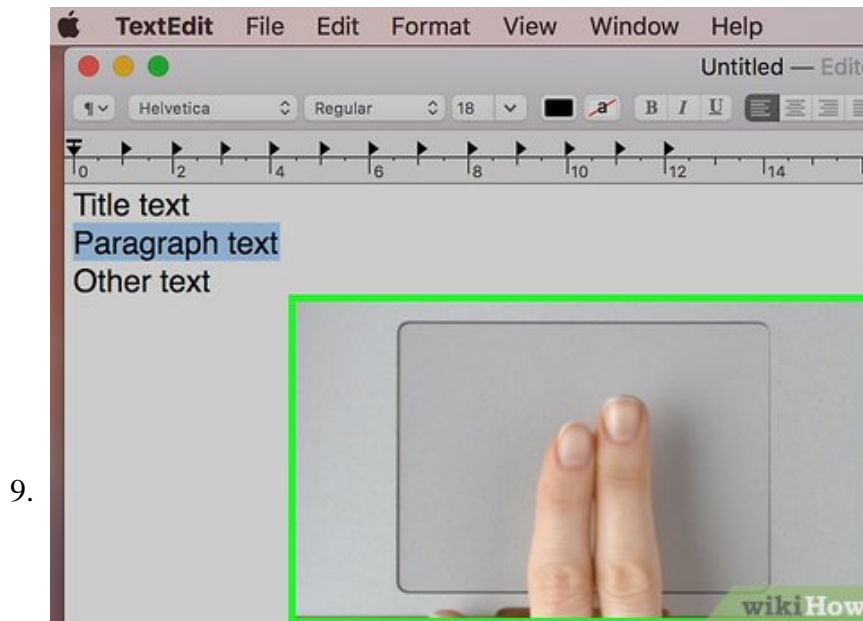 TextEdit File Edit Format View Window Help
Untitled — Edit
Helvetica Regular 18 a B I U
0 2 4 6 8 10 12 14
Title text
Paragraph text
Other text
9.
wikiHow